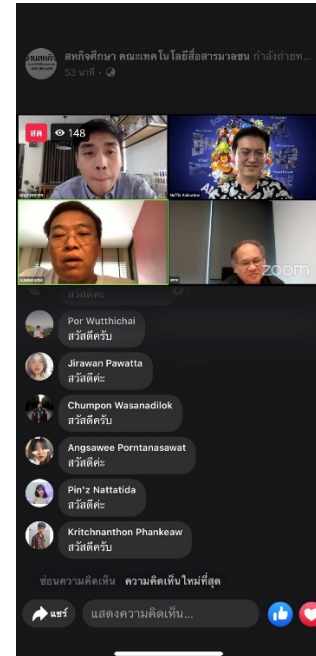 สหกิจศึกษา คณะเทคโนโลยีสื่อสารมวลชน กำลังถ่ายท...
53 นาที
สด 148
Muffin Animation
zoom
สวัสดีค่ะ
Por Wutthichai
สวัสดีครับ
Jirawan Pawatta
สวัสดีค่ะ
Chumpon Wasanadilok
สวัสดีครับ
Angsawee Porntanasawat
สวัสดีค่ะ
Pin'z Nattatida
สวัสดีค่ะ
Kritchnanthon Phankeaw
สวัสดีครับ
ซ่อนความคิดเห็น ความคิดเห็นใหม่ที่สุด
แชร์ แสดงความคิดเห็น...